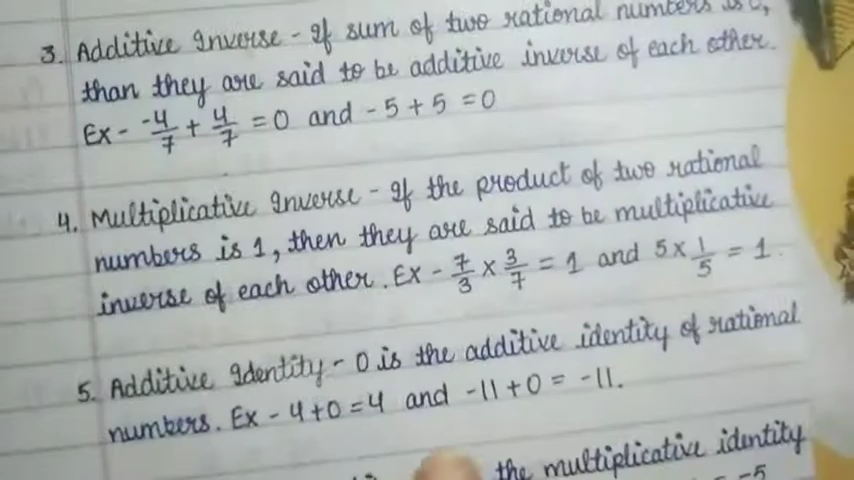 3. Additive Inverse - If sum of two rational numbers is 0,
than they are said to be additive inverse of each other.
Ex - -4/7 + 4/7 = 0 and -5+5 =0
4. Multiplicative Inverse - If the product of two rational
numbers is 1, then they are said to be multiplicative
inverse of each other. Ex - 7/3 x 3/7 = 1 and 5x 1/5 = 1.
5. Additive Identity - 0 is the additive identity of rational
numbers. Ex - 4+0=4 and -11+0 = -11.
the multiplicative identity
= -5